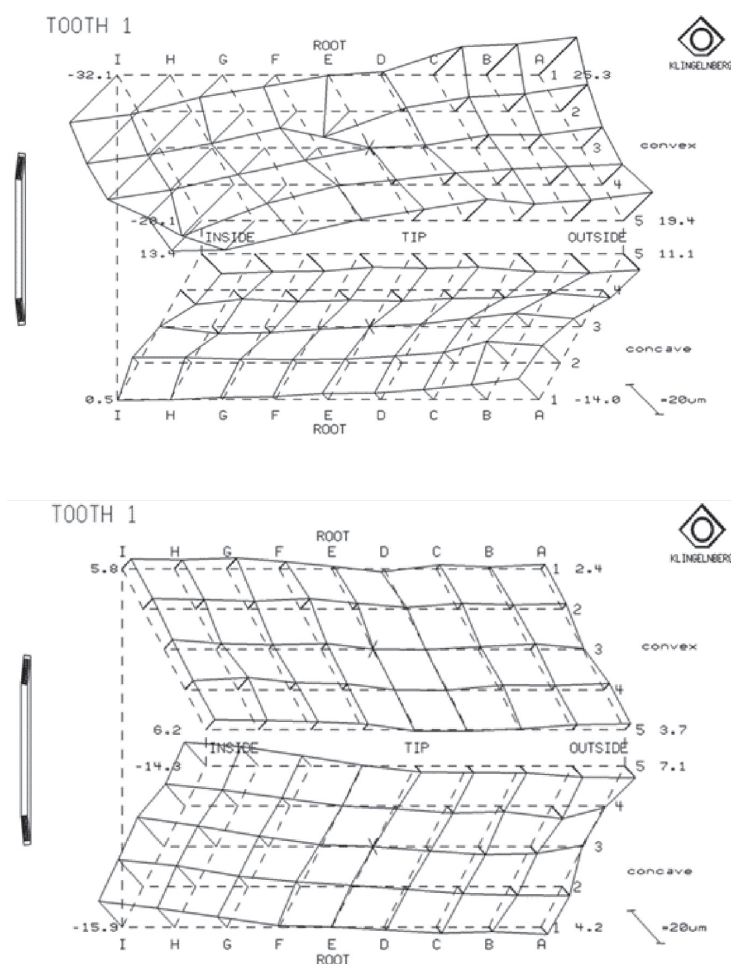 TOOTH 1
ROOT
I H G F E D C B A
KLINGELNBERG
-32.1 1 25.3
2
3 convex
4
-20.1 5 19.4
INSIDE TIP OUTSIDE
13.4 5 11.1
4
3
concave
2
0.5 1 -14.0 =20um
I H G F E D C B A
ROOT
TOOTH 1
ROOT
I H G F E D C B A
KLINGELNBERG
5.8 1 2.4
2
3 convex
4
6.2 5 3.7
INSIDE TIP OUTSIDE
-14.3 5 7.1
4
3
concave
2
-15.9 1 4.2 =20um
I H G F E D C B A
ROOT